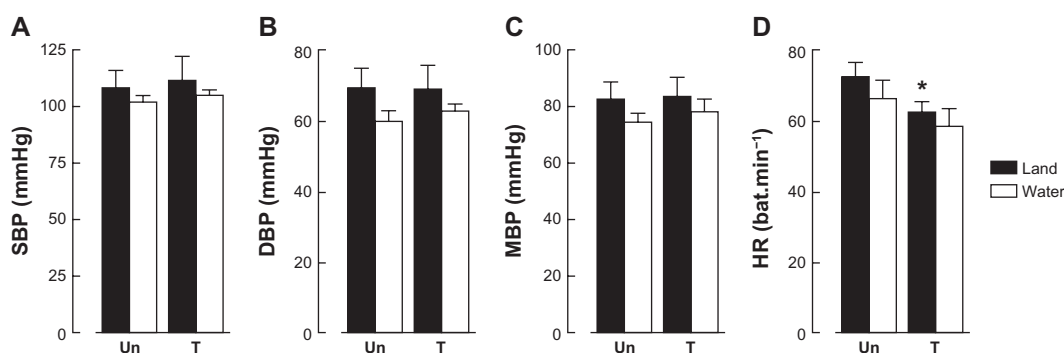 A
SBP (mmHg)
125
100
75
50
25
0
Un T
B
DBP (mmHg)
80
60
40
20
0
Un T
C
MBP (mmHg)
100
80
60
40
20
0
Un T
D
HR (bat.min⁻¹)
80
60
40
20
0
*
Un T
Land
Water